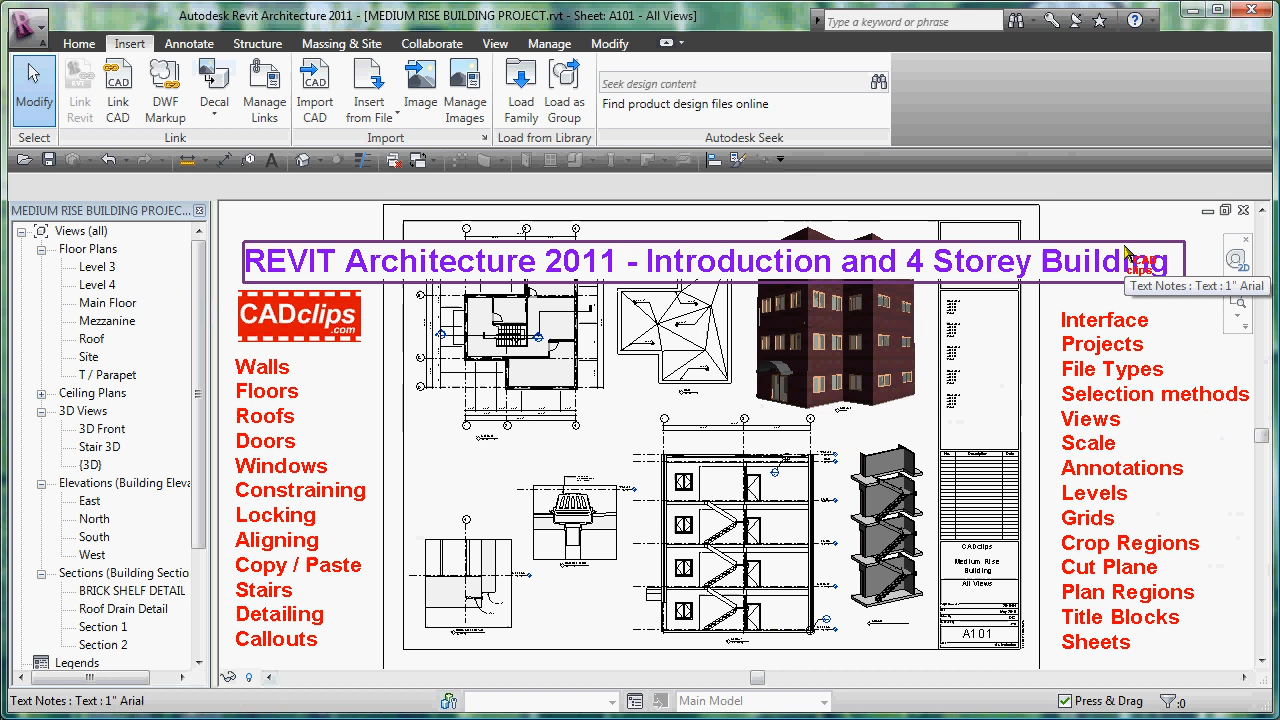 Autodesk Revit Architecture 2011 - [MEDIUM RISE BUILDING PROJECT.rvt - Sheet: A101 - All Views]
Type a keyword or phrase
Home Insert Annotate Structure Massing & Site Collaborate View Manage Modify
Modify
Link Revit
Link CAD
DWF Markup
Decal
Manage Links
Import CAD
Insert from File
Image
Manage Images
Load Family
Load as Group
Seek design content
Find product design files online
Select
Link
Import
Load from Library
Autodesk Seek
MEDIUM RISE BUILDING PROJEC...
Views (all)
Floor Plans
Level 3
Level 4
Main Floor
Mezzanine
Roof
Site
T / Parapet
Ceiling Plans
3D Views
3D Front
Stair 3D
{3D}
Elevations (Building Eleva
East
North
South
West
Sections (Building Sectio
BRICK SHELF DETAIL
Roof Drain Detail
Section 1
Section 2
Legends
REVIT Architecture 2011 - Introduction and 4 Storey Building
CAD
clips
2D
Text Notes : Text : 1" Arial
CADclips
.com
Walls
Floors
Roofs
Doors
Windows
Constraining
Locking
Aligning
Copy / Paste
Stairs
Detailing
Callouts
Interface
Projects
File Types
Selection methods
Views
Scale
Annotations
Levels
Grids
Crop Regions
Cut Plane
Plan Regions
Title Blocks
Sheets
No. Description Date
CADclips
Medium Rise
Building
All Views
A101
Text Notes : Text : 1" Arial
Main Model
Press & Drag
:0